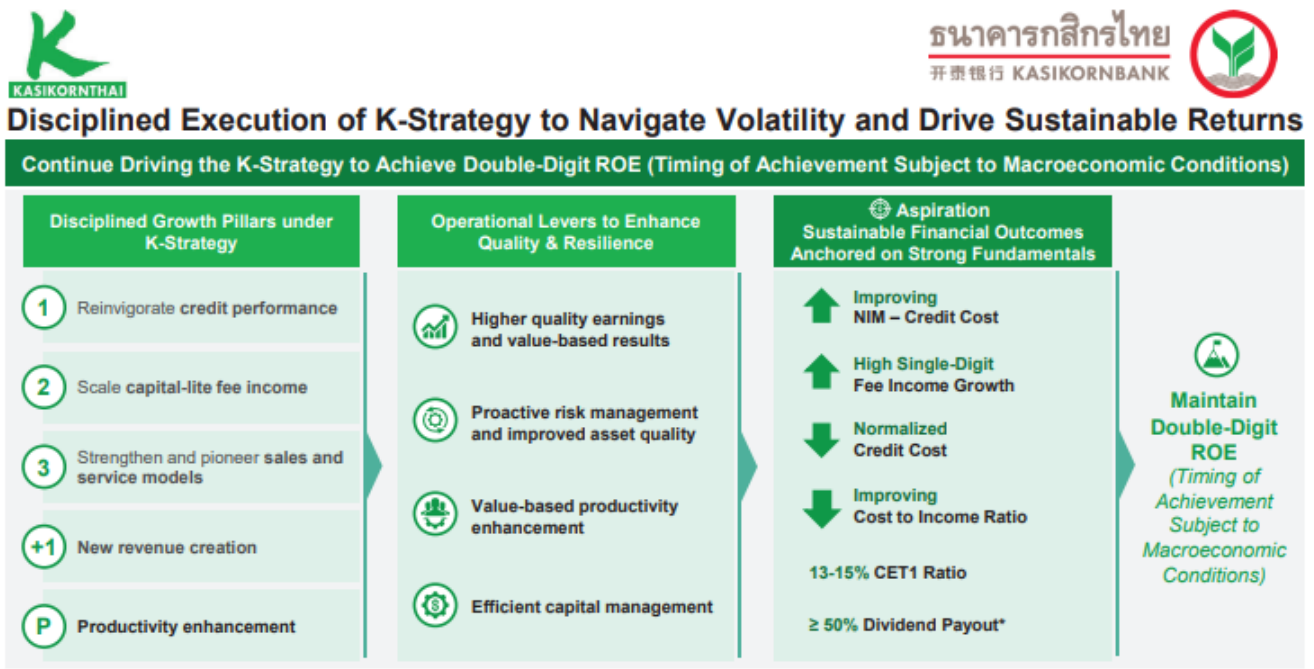 KASIKORNTHAI
ธนาคารกสิกรไทย
开泰银行 KASIKORNBANK
Disciplined Execution of K-Strategy to Navigate Volatility and Drive Sustainable Returns
Continue Driving the K-Strategy to Achieve Double-Digit ROE (Timing of Achievement Subject to Macroeconomic Conditions)
Disciplined Growth Pillars under
K-Strategy
1
Reinvigorate credit performance
2
Scale capital-lite fee income
3
Strengthen and pioneer sales and
service models
+1
New revenue creation
P
Productivity enhancement
Operational Levers to Enhance
Quality & Resilience
Higher quality earnings
and value-based results
Proactive risk management
and improved asset quality
Value-based productivity
enhancement
$
Efficient capital management
Aspiration
Sustainable Financial Outcomes
Anchored on Strong Fundamentals
Improving
NIM – Credit Cost
High Single-Digit
Fee Income Growth
Normalized
Credit Cost
Improving
Cost to Income Ratio
13-15% CET1 Ratio
≥ 50% Dividend Payout*
Maintain
Double-Digit
ROE
(Timing of
Achievement
Subject to
Macroeconomic
Conditions)